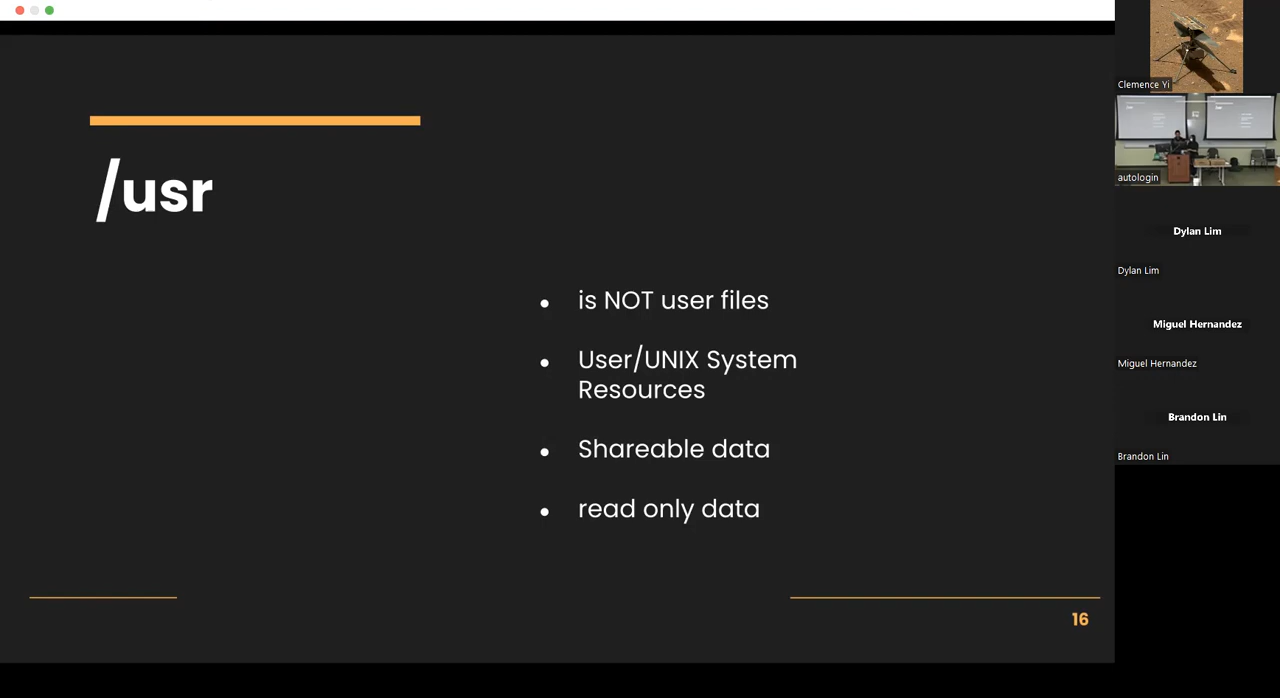 /usr
is NOT user files
User/UNIX System
Resources
Shareable data
read only data
16
Clemence Yi
autologin
Dylan Lim
Dylan Lim
Miguel Hernandez
Miguel Hernandez
Brandon Lin
Brandon Lin